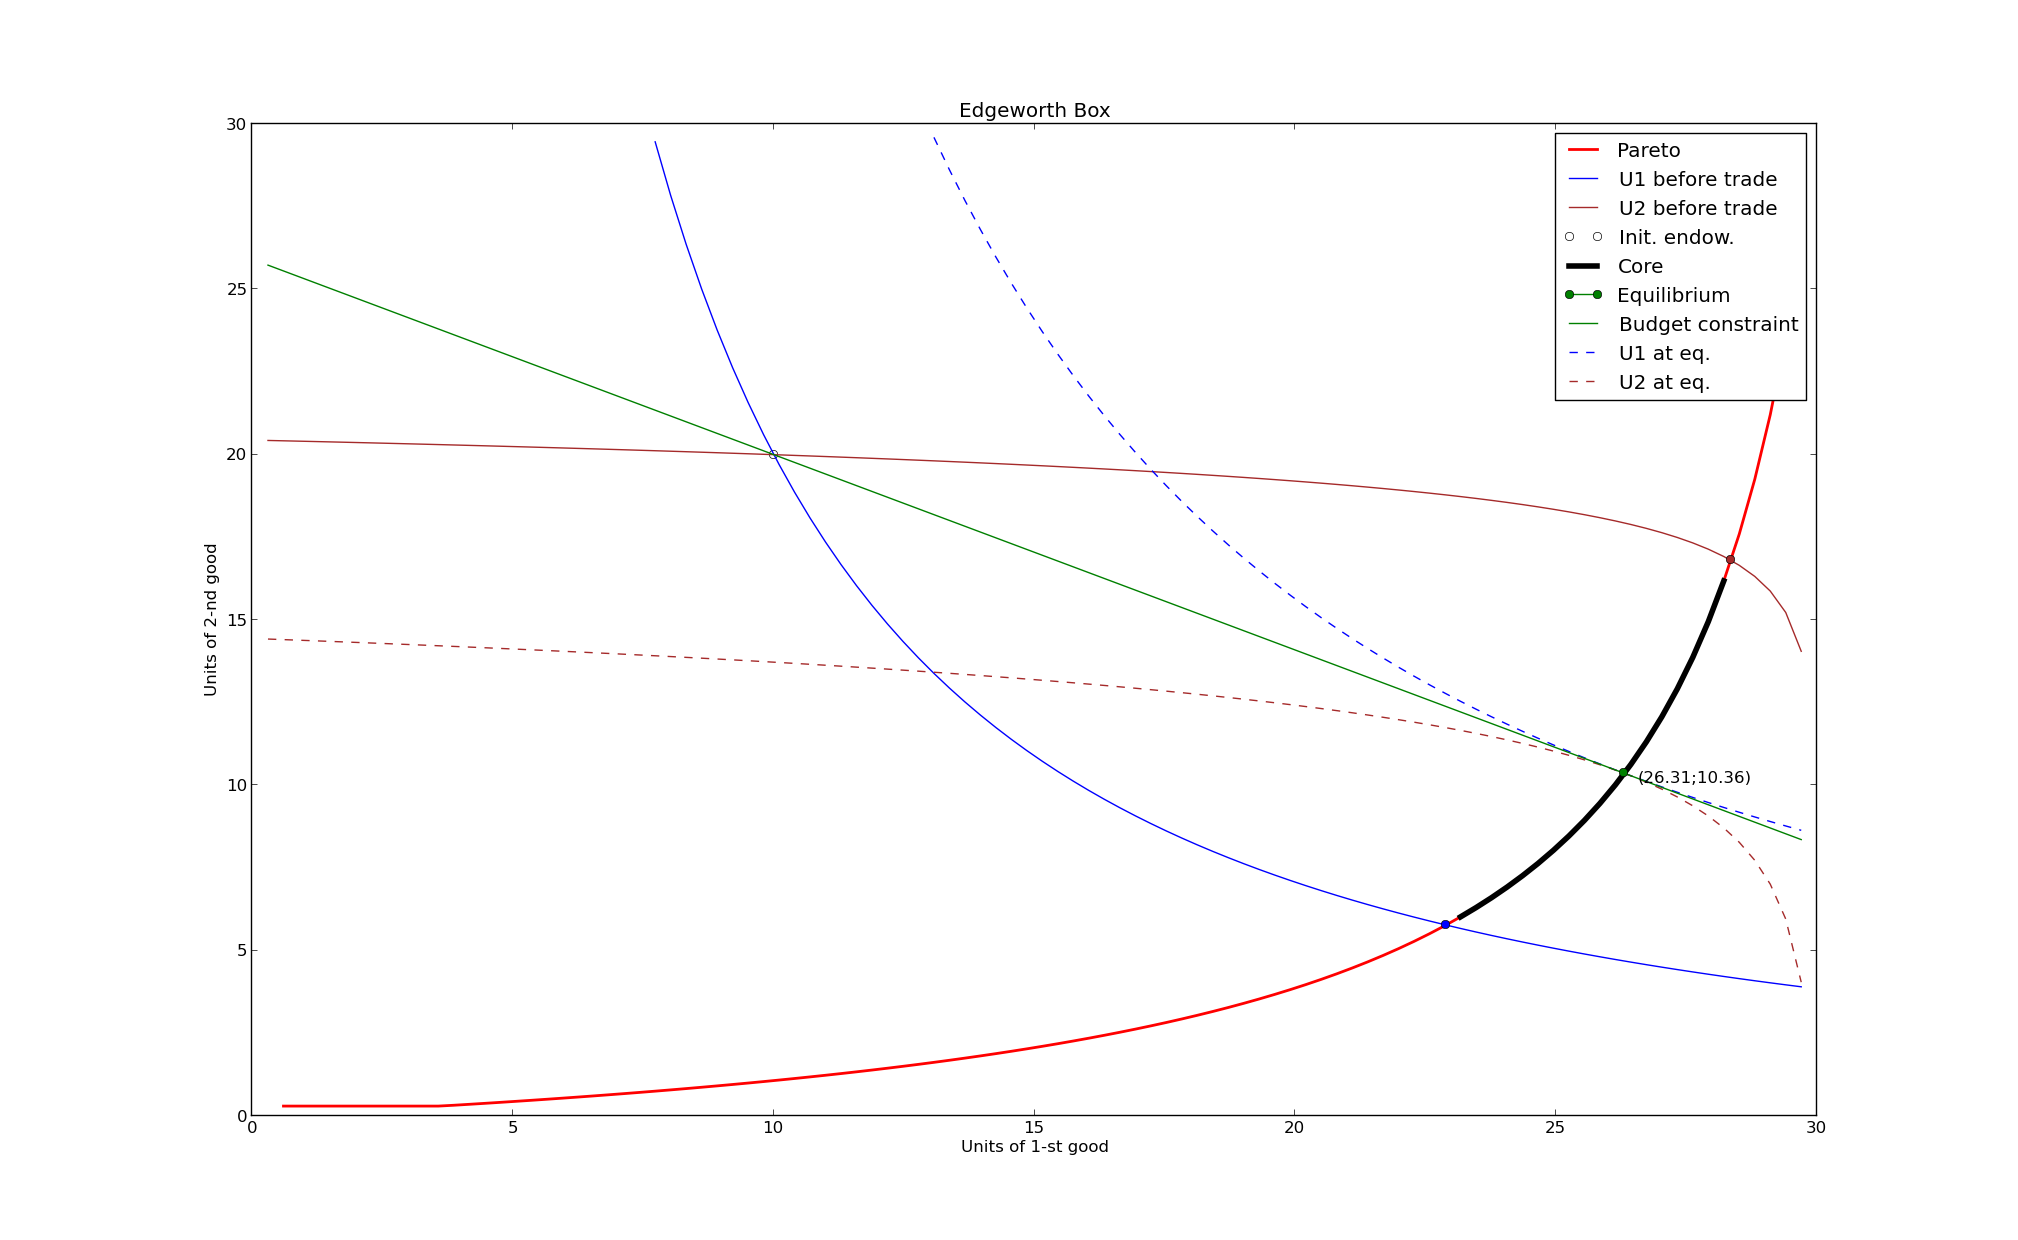 Edgeworth Box
30
25
20
15
10
5
0
Units of 2-nd good
Pareto
U1 before trade
U2 before trade
Init. endow.
Core
Equilibrium
Budget constraint
U1 at eq.
U2 at eq.
(26.31;10.36)
0 5 10 15 20 25 30
Units of 1-st good